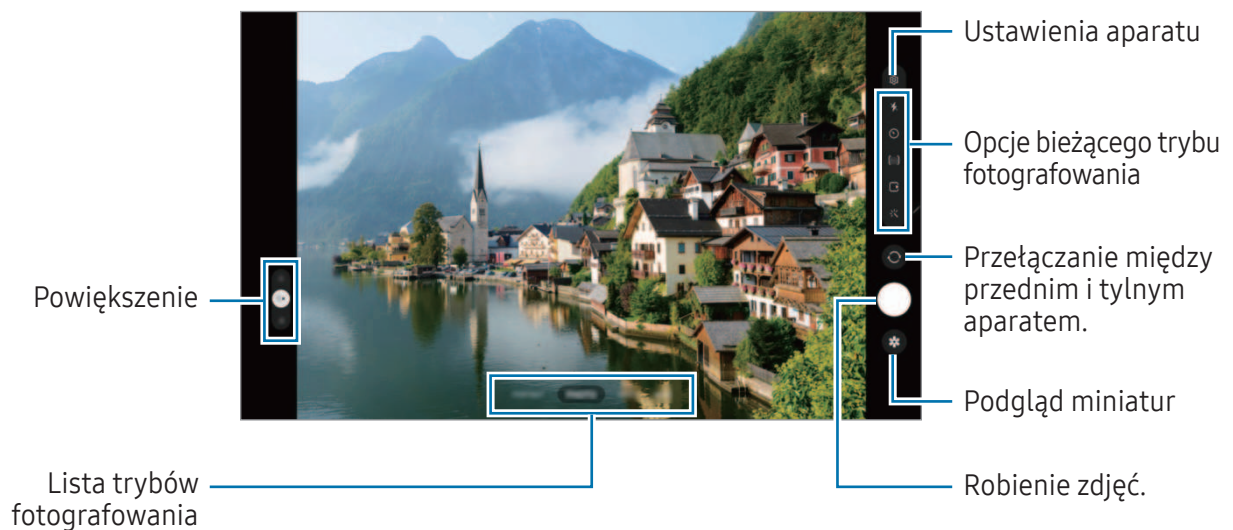 Ustawienia aparatu
Opcje bieżącego trybu
fotografowania
Przełączanie między
przednim i tylnym
aparatem.
Powiększenie
Podgląd miniatur
Lista trybów
fotografowania
Robienie zdjęć.